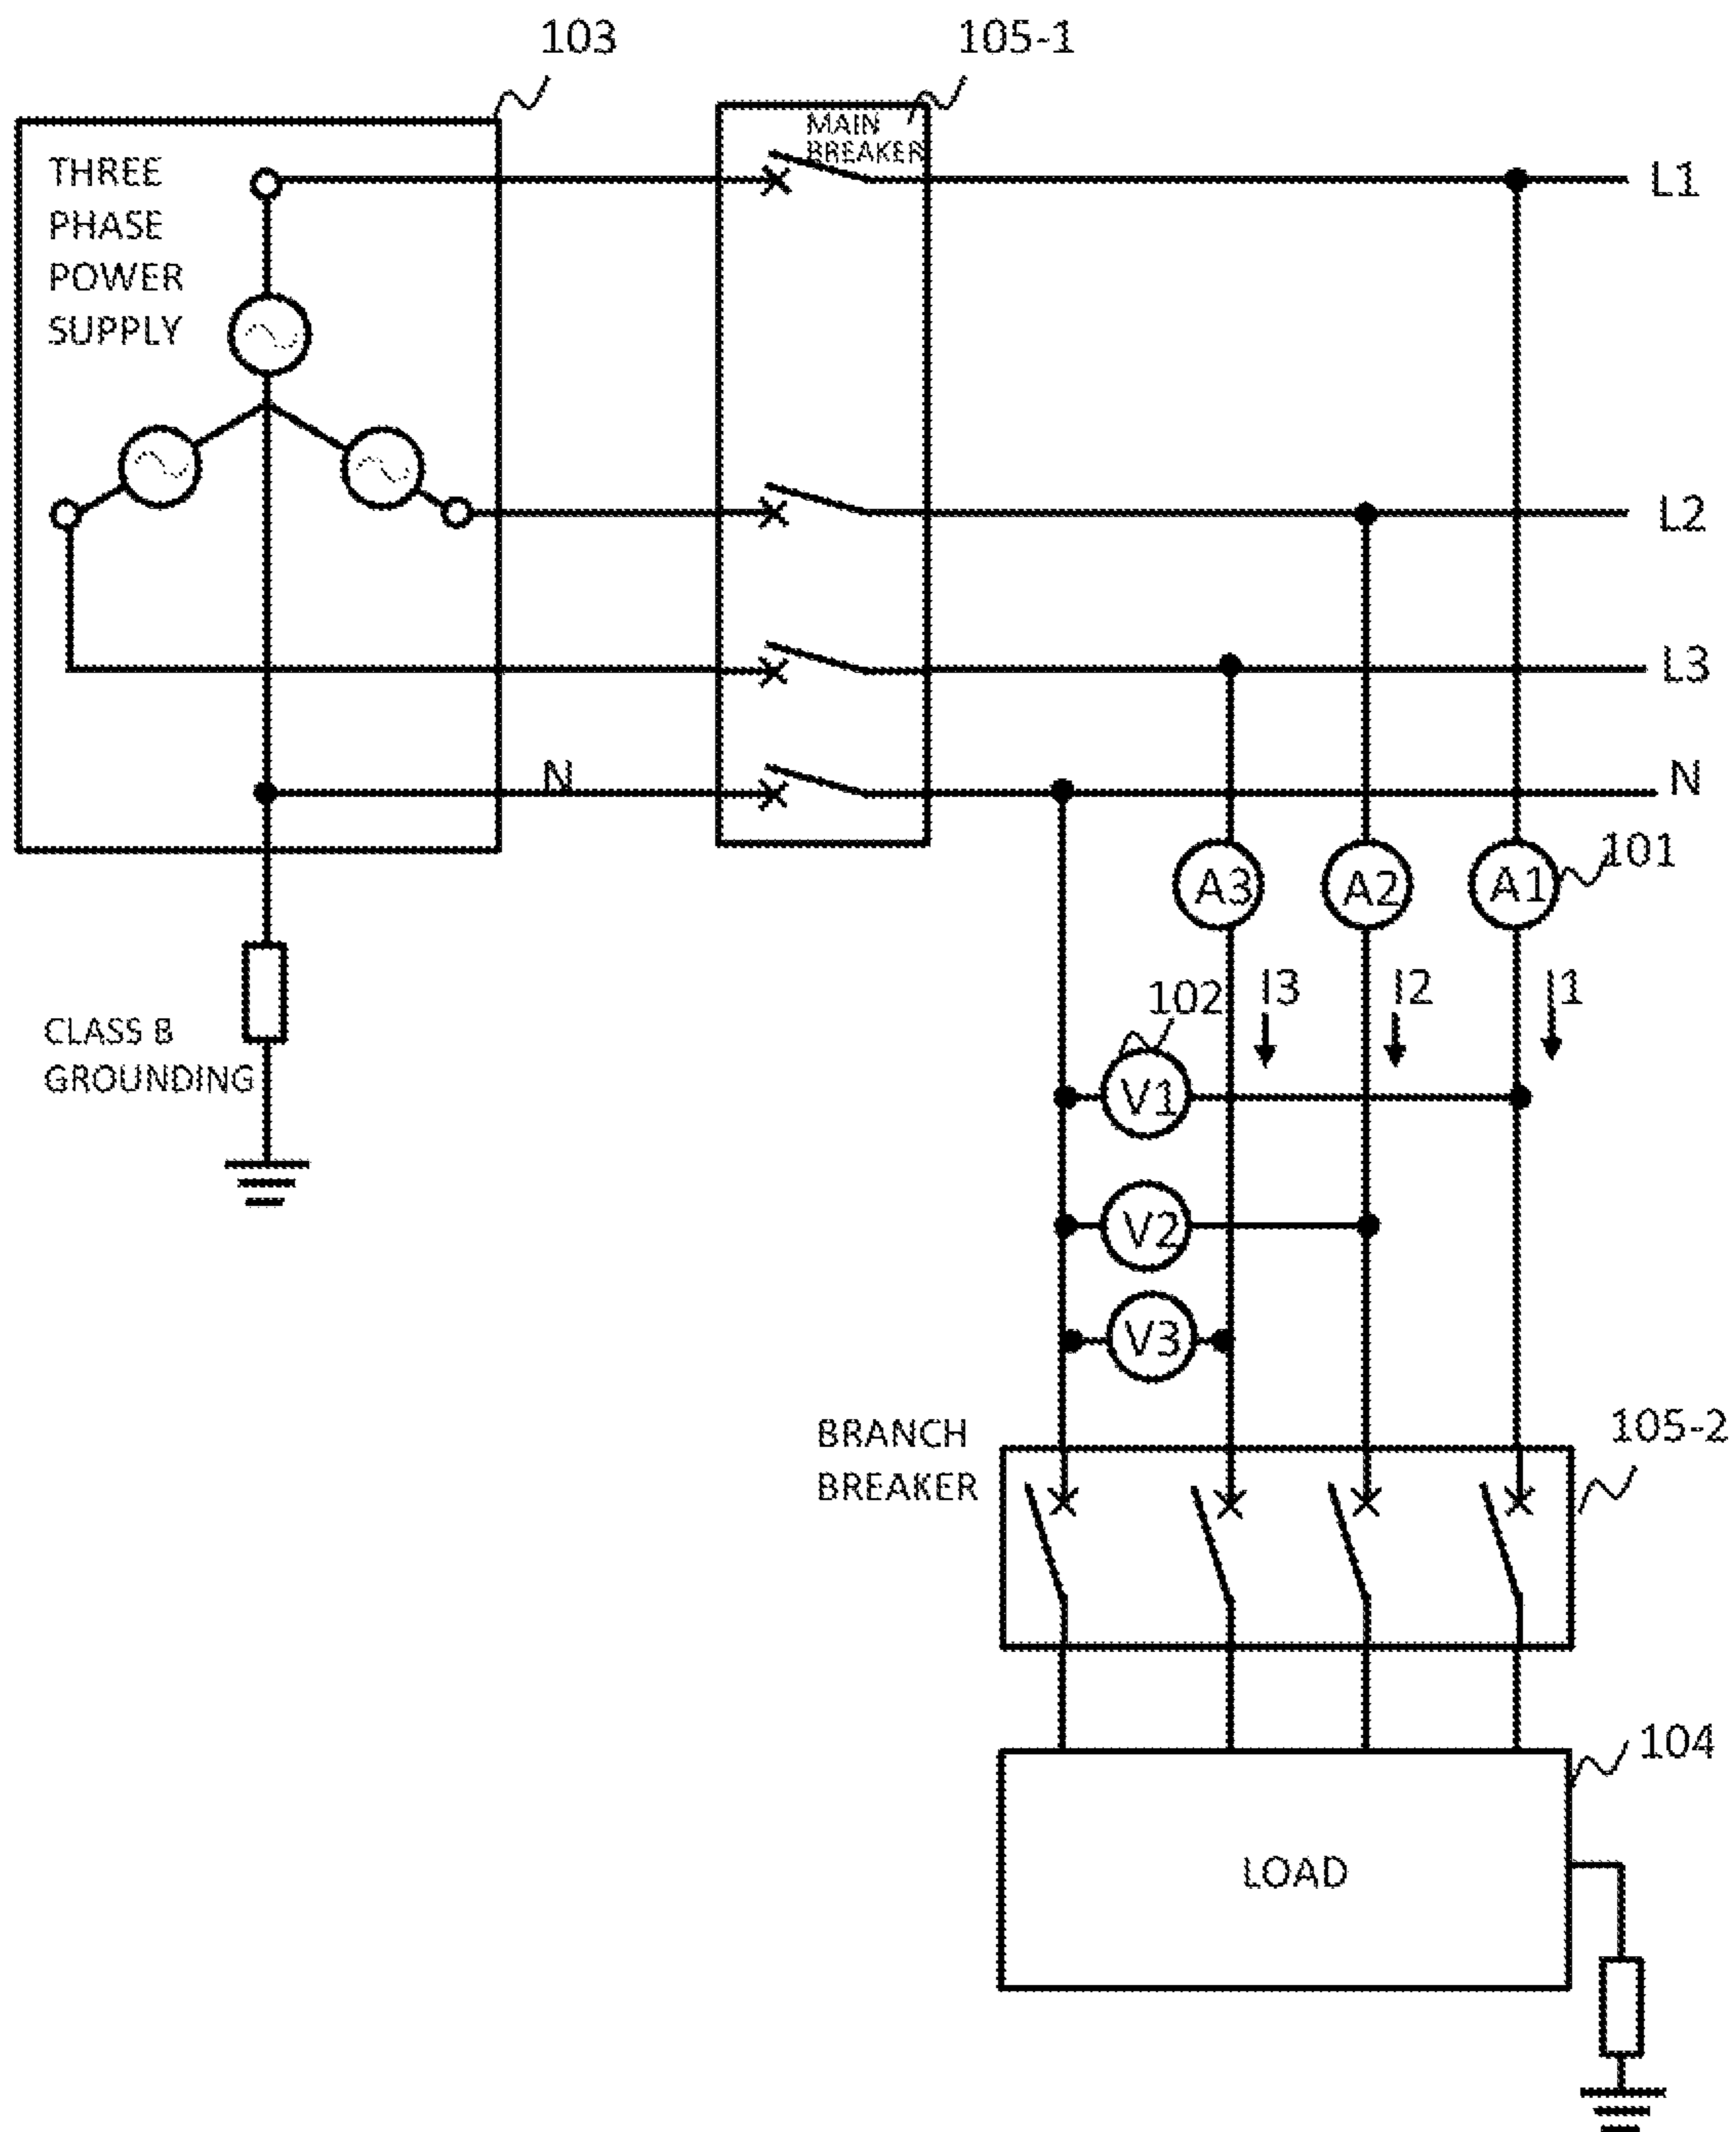 103
105-1
THREE
PHASE
POWER
SUPPLY
MAIN
BREAKER
L1
L2
L3
N
N
A3
A2
A1
101
CLASS B
GROUNDING
102
I3
I2
I1
V1
V2
V3
BRANCH
BREAKER
105-2
104
LOAD